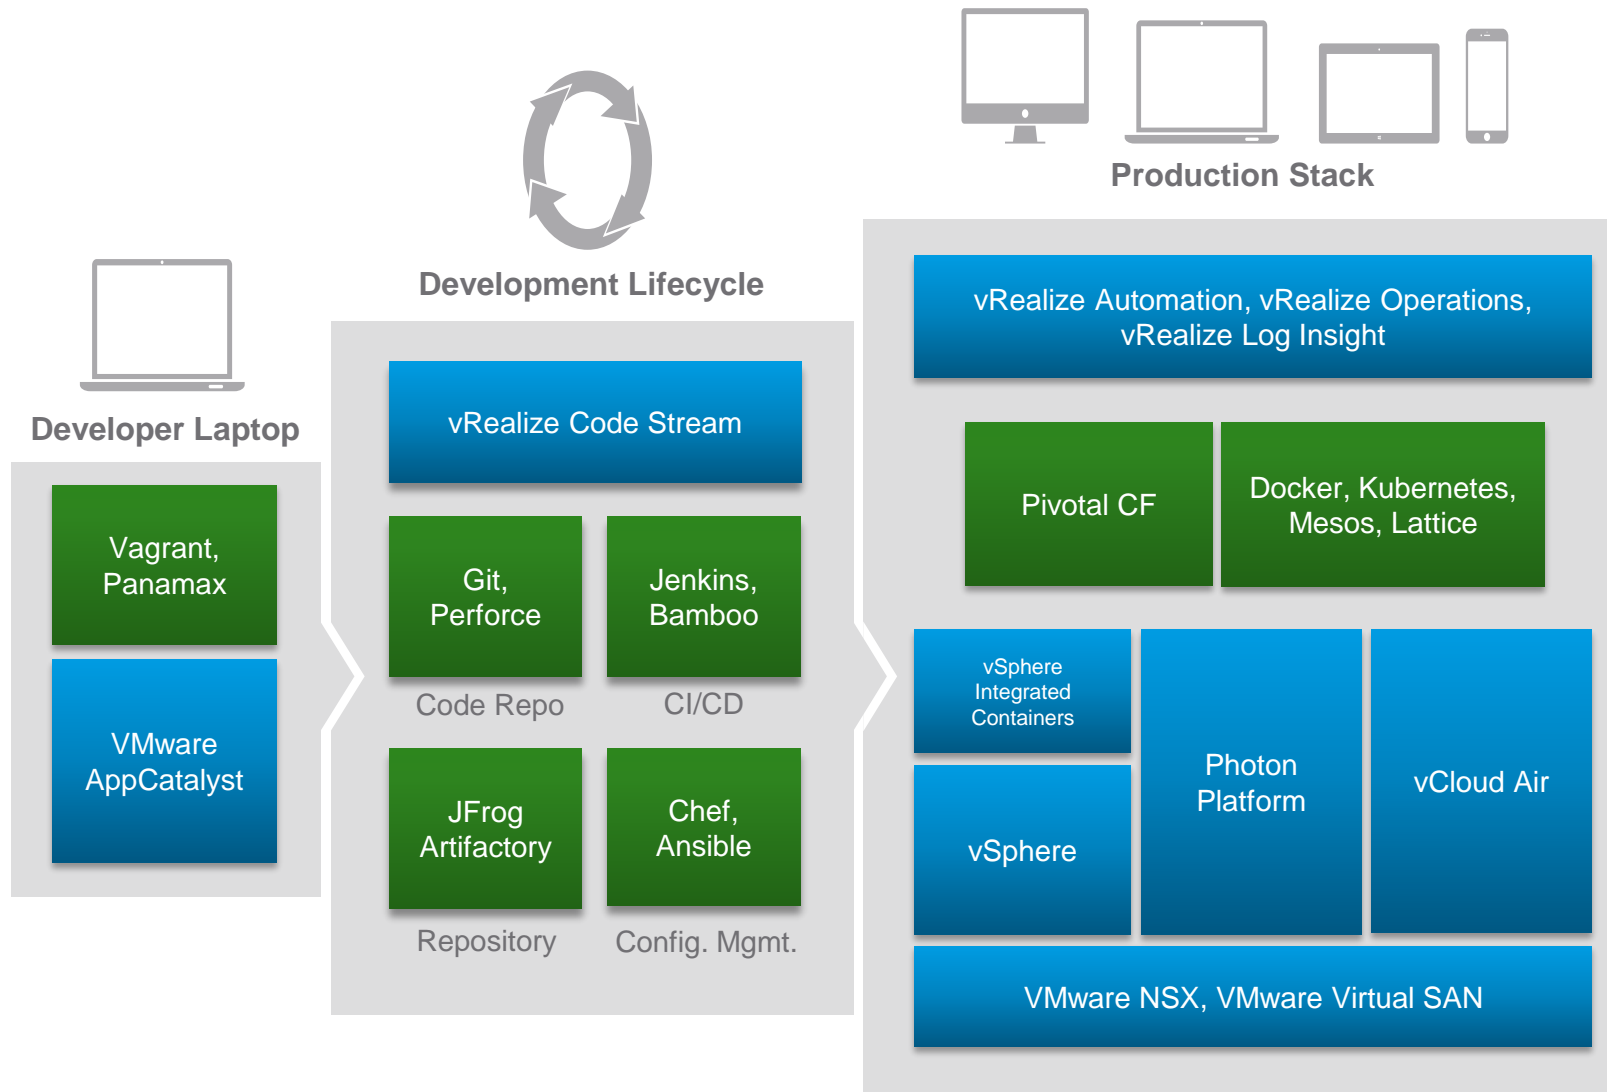 Developer Laptop
Vagrant,
Panamax
VMware
AppCatalyst
Development Lifecycle
vRealize Code Stream
Git,
Perforce
Code Repo
Jenkins,
Bamboo
CI/CD
JFrog
Artifactory
Repository
Chef,
Ansible
Config. Mgmt.
Production Stack
vRealize Automation, vRealize Operations,
vRealize Log Insight
Pivotal CF
Docker, Kubernetes,
Mesos, Lattice
vSphere
Integrated
Containers
vSphere
Photon
Platform
vCloud Air
VMware NSX, VMware Virtual SAN